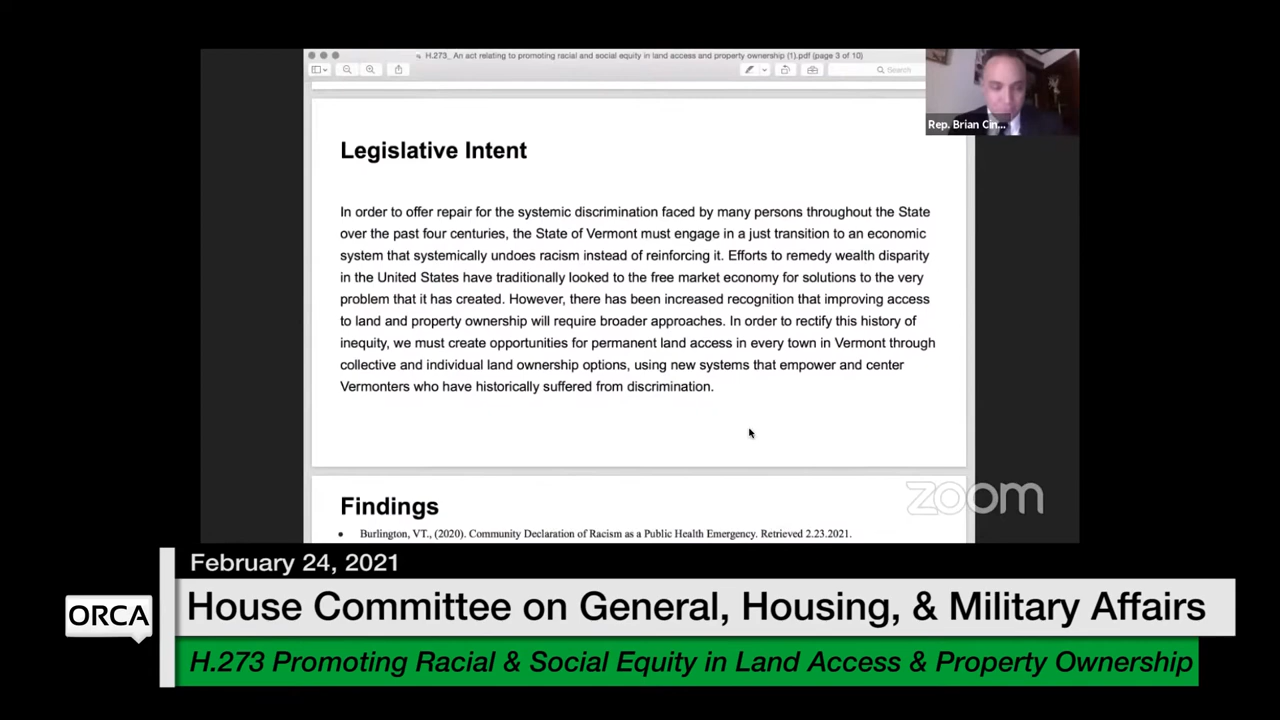 H.273_ An act relating to promoting racial and social equity in land access and property ownership (1).pdf (page 3 of 10)
Search
Rep. Brian Cin...
Legislative Intent
In order to offer repair for the systemic discrimination faced by many persons throughout the State
over the past four centuries, the State of Vermont must engage in a just transition to an economic
system that systemically undoes racism instead of reinforcing it. Efforts to remedy wealth disparity
in the United States have traditionally looked to the free market economy for solutions to the very
problem that it has created. However, there has been increased recognition that improving access
to land and property ownership will require broader approaches. In order to rectify this history of
inequity, we must create opportunities for permanent land access in every town in Vermont through
collective and individual land ownership options, using new systems that empower and center
Vermonters who have historically suffered from discrimination.
Findings
• Burlington, VT., (2020). Community Declaration of Racism as a Public Health Emergency. Retrieved 2.23.2021.
zoom
February 24, 2021
ORCA
House Committee on General, Housing, & Military Affairs
H.273 Promoting Racial & Social Equity in Land Access & Property Ownership